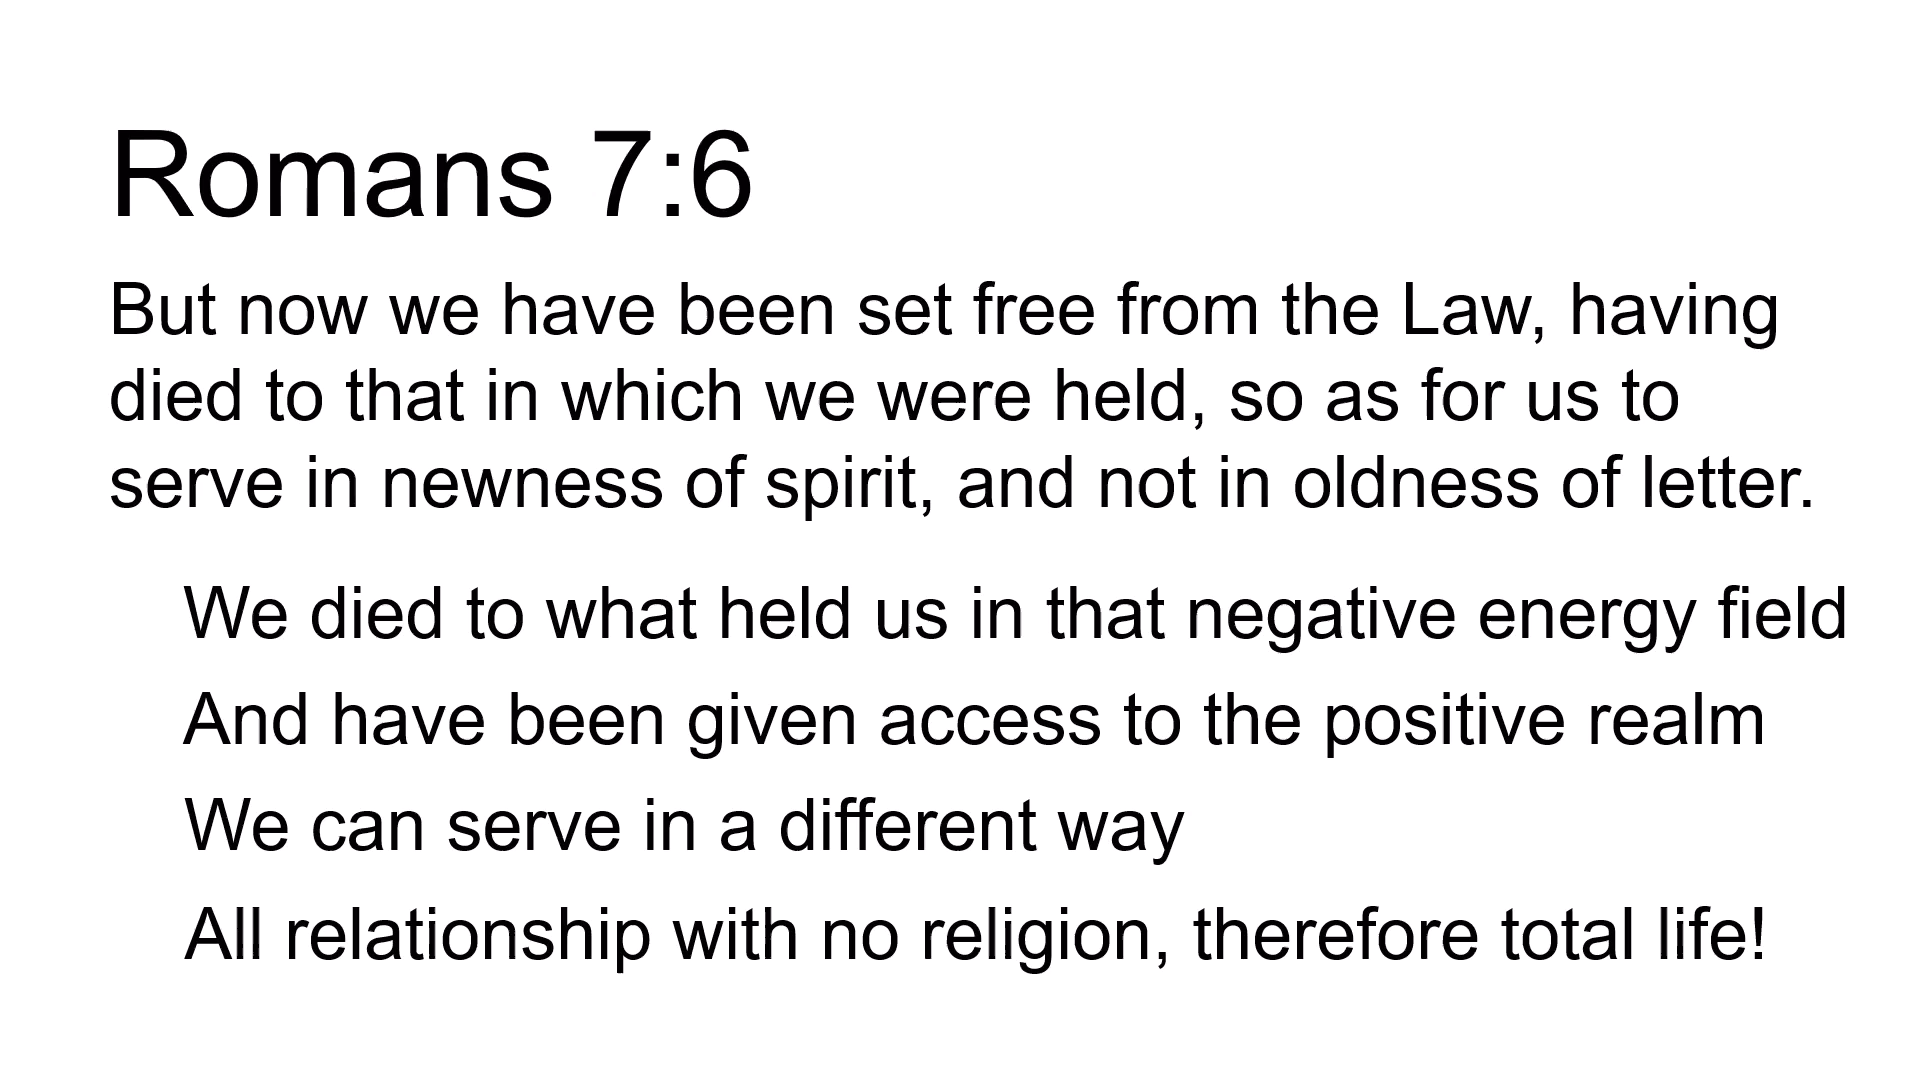 Romans 7:6
But now we have been set free from the Law, having
died to that in which we were held, so as for us to
serve in newness of spirit, and not in oldness of letter.
We died to what held us in that negative energy field
And have been given access to the positive realm
We can serve in a different way
All relationship with no religion, therefore total life!